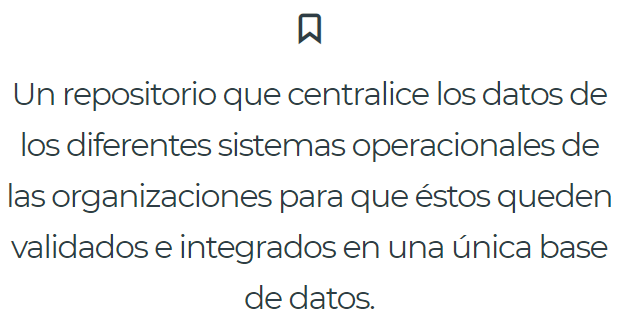 Un repositorio que centralice los datos de
los diferentes sistemas operacionales de
las organizaciones para que éstos queden
validados e integrados en una única base
de datos.